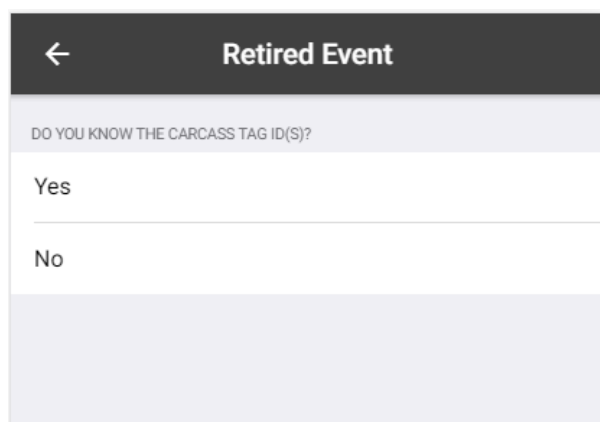 Retired Event
DO YOU KNOW THE CARCASS TAG ID(S)?
Yes
No